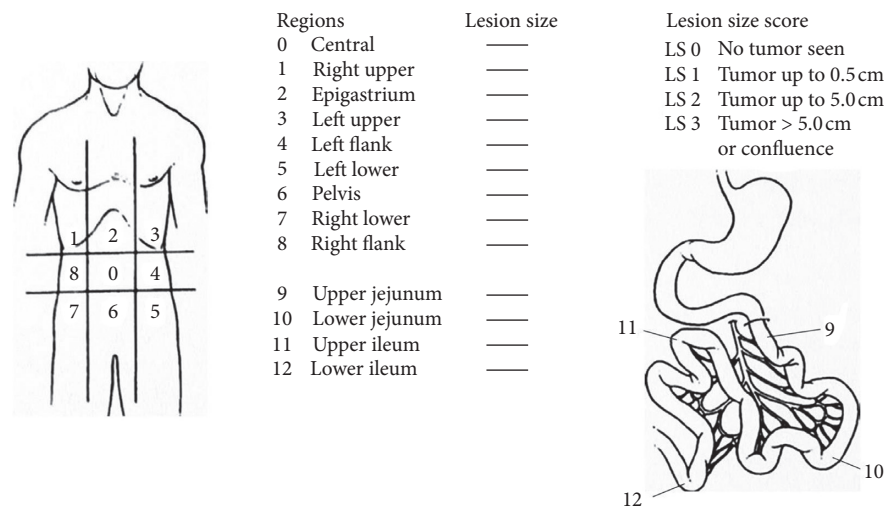 Regions Lesion size
0 Central
1 Right upper
2 Epigastrium
3 Left upper
4 Left flank
5 Left lower
6 Pelvis
7 Right lower
8 Right flank
9 Upper jejunum
10 Lower jejunum
11 Upper ileum
12 Lower ileum
Lesion size score
LS 0 No tumor seen
LS 1 Tumor up to 0.5 cm
LS 2 Tumor up to 5.0 cm
LS 3 Tumor > 5.0 cm
or confluence
1 2 3
8 0 4
7 6 5
11 9
10
12